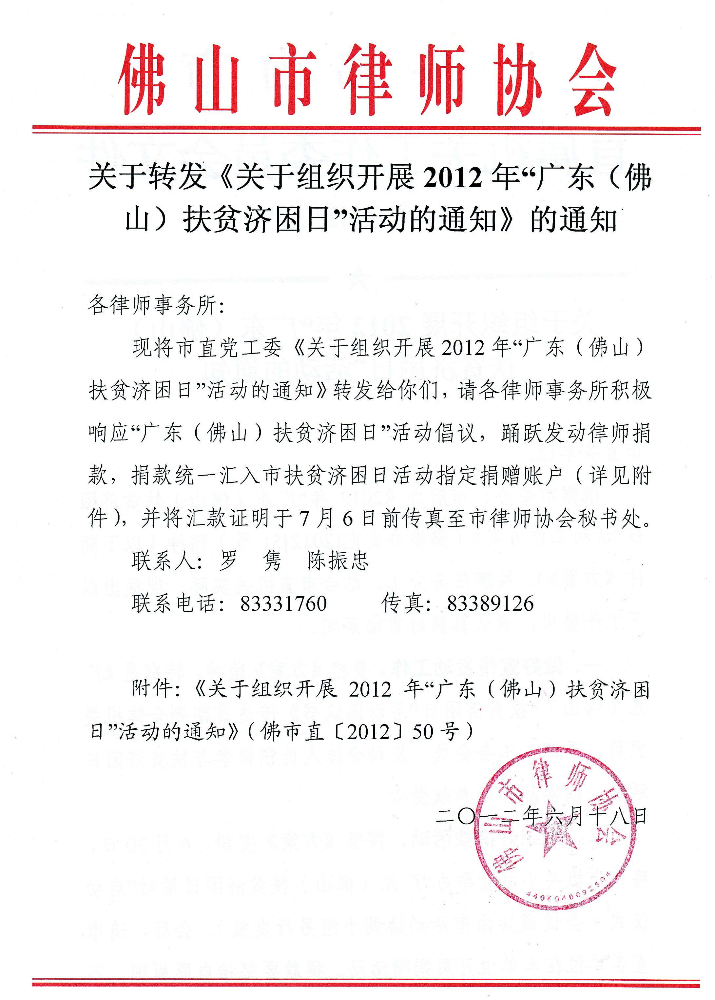 佛山市律师协会
关于转发《关于组织开展 2012 年“广东（佛
山）扶贫济困日”活动的通知》的通知
各律师事务所：
现将市直党工委《关于组织开展 2012 年“广东（佛山）
扶贫济困日”活动的通知》转发给你们，请各律师事务所积极
响应“广东（佛山）扶贫济困日”活动倡议，踊跃发动律师捐
款，捐款统一汇入市扶贫济困日活动指定捐赠账户（详见附
件），并将汇款证明于 7 月 6 日前传真至市律师协会秘书处。
联系人：罗　隽　陈振忠
联系电话：83331760　　传真：83389126
附件：《关于组织开展 2012 年“广东（佛山）扶贫济困
日”活动的通知》（佛市直〔2012〕50 号）
二〇一二年六月十八日
佛山市律师协会
4406040092504